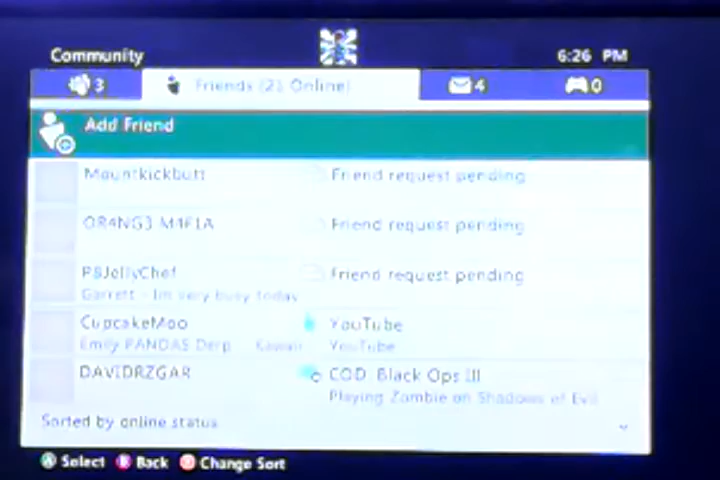 Community
6:26 PM
3
Friends (21 Online)
4
0
Add Friend
Mountkickbutt
Friend request pending
OR4NG3 M4F1A
Friend request pending
PBJellyChef
Friend request pending
Garrett - Im very busy today
CupcakeMoo
YouTube
Emily PANDAS Derp Kawaii
YouTube
DAVIDRZGAR
COD: Black Ops III
Playing Zombie on Shadows of Evil
Sorted by online status
A Select B Back Change Sort